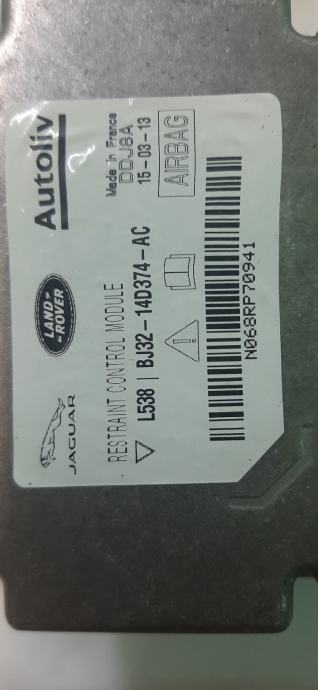 JAGUAR
LAND-
-ROVER
Autoliv
RESTRAINT CONTROL MODULE
Made in France
DDJ8A
L538 | BJ32-14D374-AC
15-03-13
AIRBAG
N068RP70941